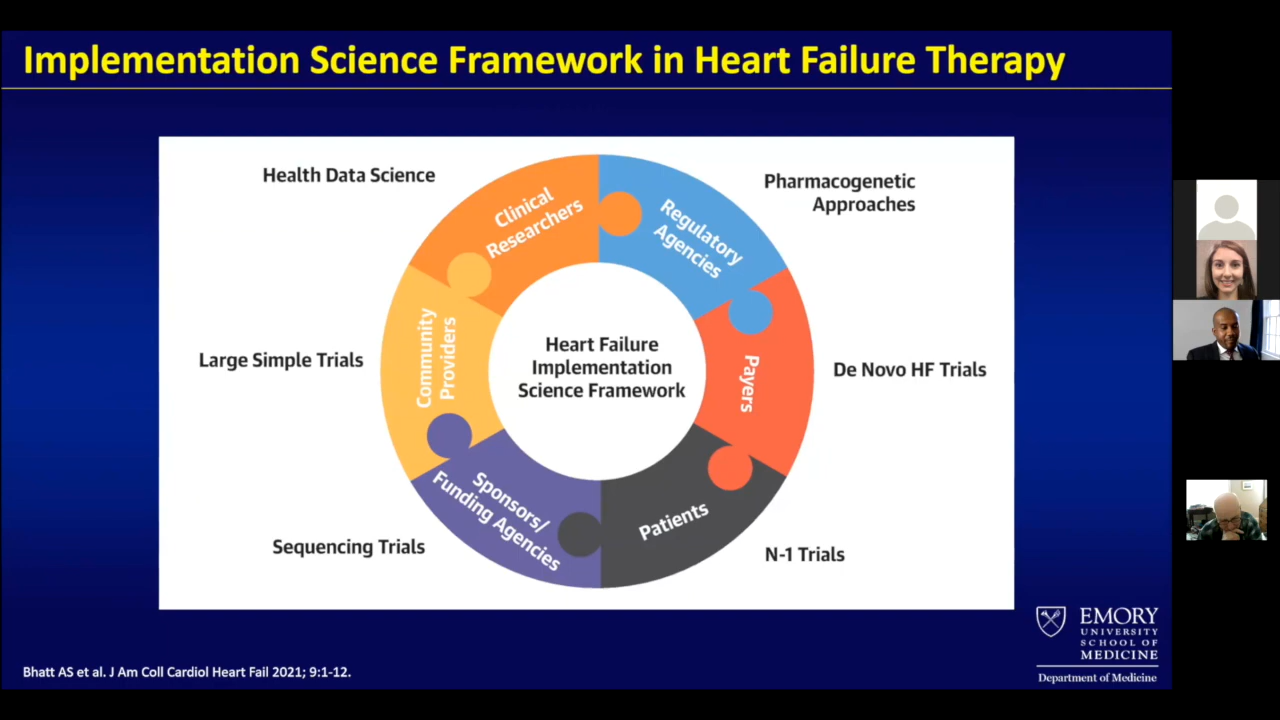 Implementation Science Framework in Heart Failure Therapy
Health Data Science
Clinical
Researchers
Regulatory
Agencies
Pharmacogenetic
Approaches
Community
Providers
Large Simple Trials
Heart Failure
Implementation
Science Framework
Payers
De Novo HF Trials
Sponsors/
Funding Agencies
Patients
Sequencing Trials
N-1 Trials
EMORY
UNIVERSITY
SCHOOL OF
MEDICINE
Department of Medicine
Bhatt AS et al. J Am Coll Cardiol Heart Fail 2021; 9:1-12.